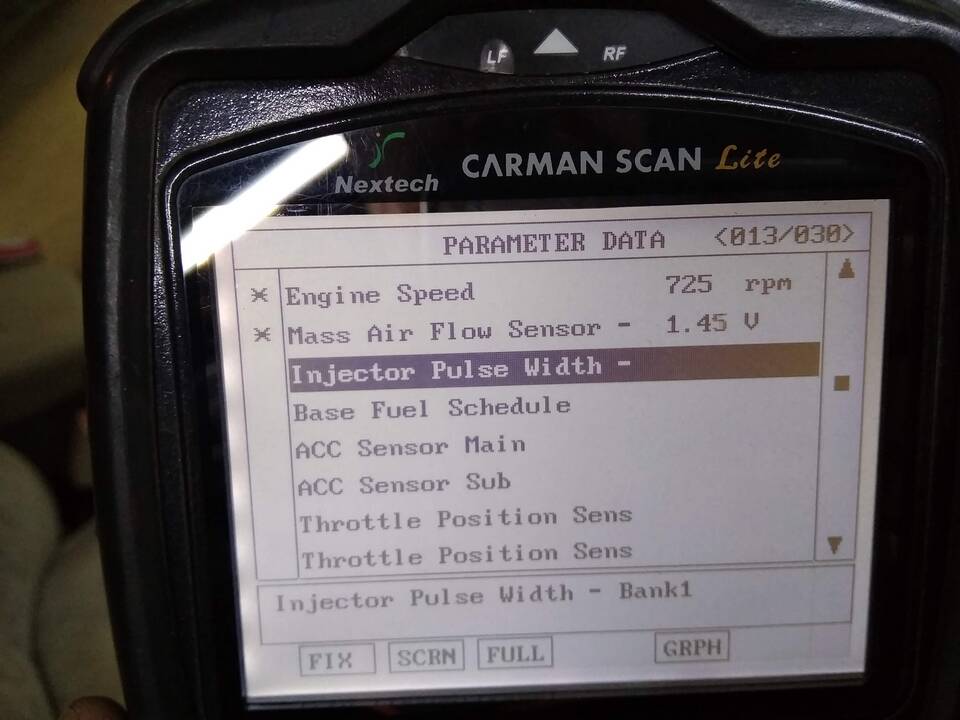 LF RF
Nextech CARMAN SCAN Lite
PARAMETER DATA <013/030>
* Engine Speed 725 rpm
* Mass Air Flow Sensor - 1.45 V
Injector Pulse Width -
Base Fuel Schedule
ACC Sensor Main
ACC Sensor Sub
Throttle Position Sens
Throttle Position Sens
Injector Pulse Width - Bank1
FIX SCRN FULL GRPH